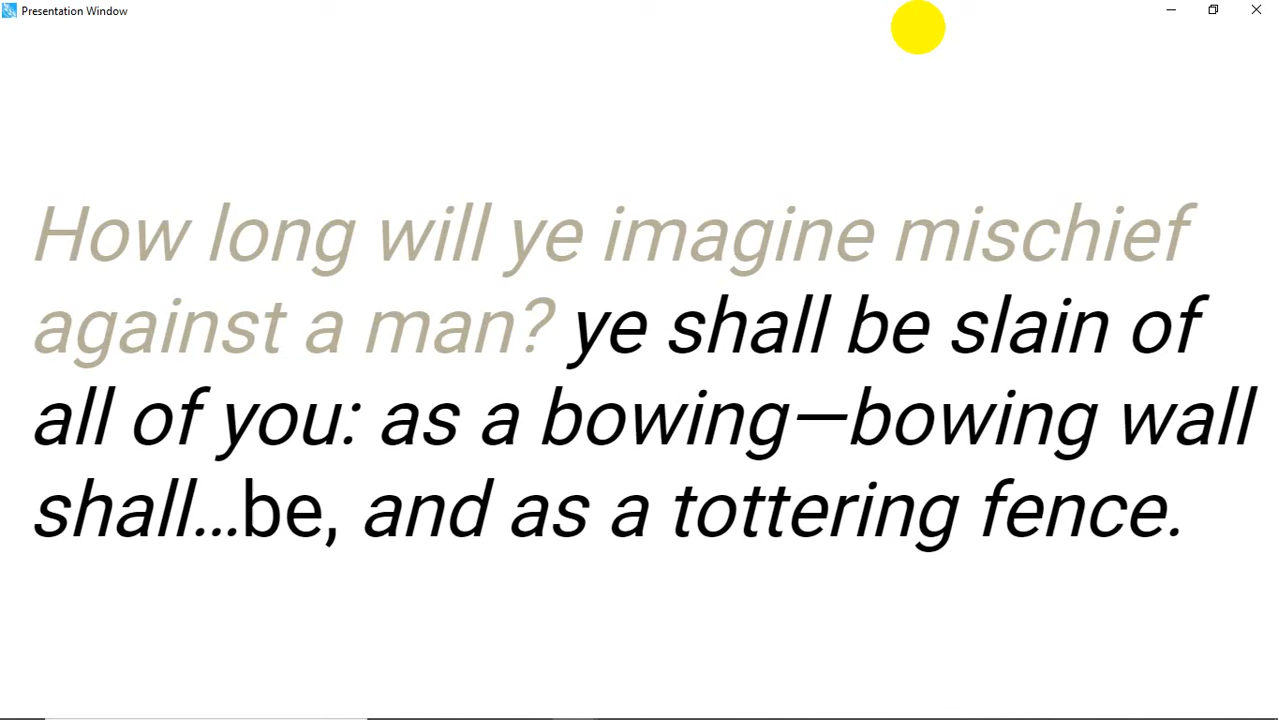 Presentation Window
How long will ye imagine mischief
against a man? ye shall be slain of
all of you: as a bowing—bowing wall
shall...be, and as a tottering fence.